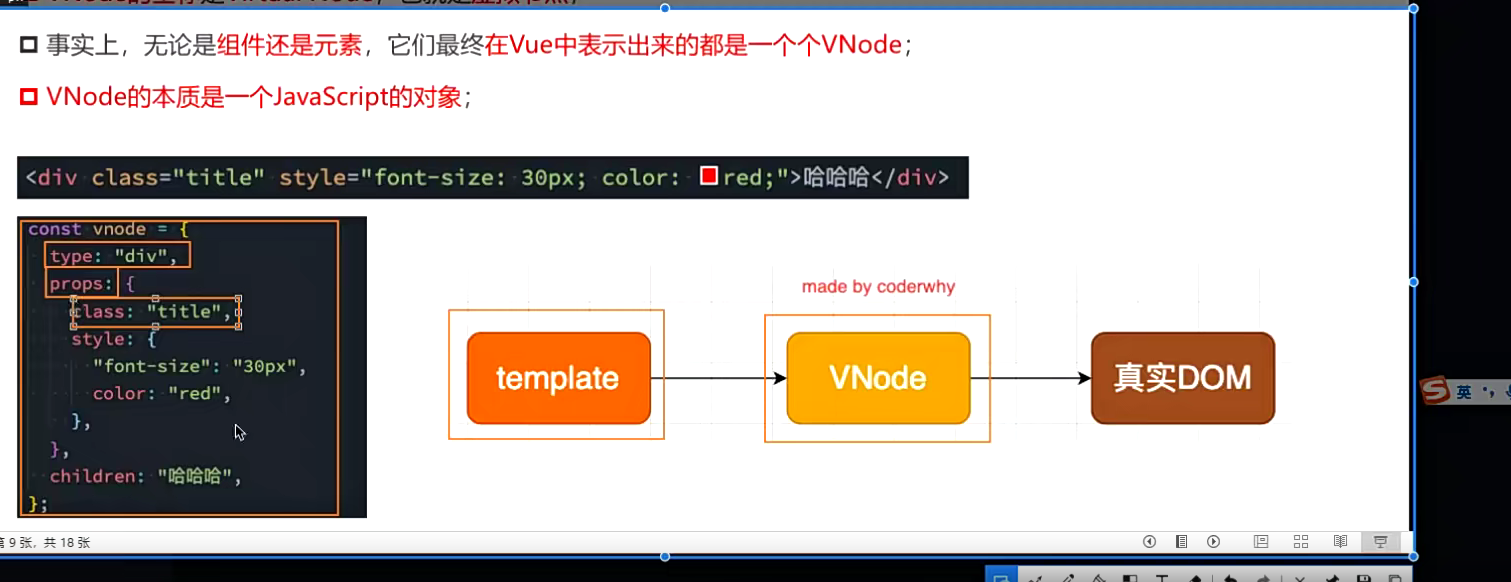 事实上，无论是组件还是元素，它们最终在Vue中表示出来的都是一个个VNode；
VNode的本质是一个JavaScript的对象；
<div class="title" style="font-size: 30px; color: red;">哈哈哈</div>
const vnode = {
type: "div",
props: {
class: "title",
style: {
"font-size": "30px",
color: "red",
},
},
children: "哈哈哈",
};
made by coderwhy
template
VNode
真实DOM
英
第 9 张，共 18 张